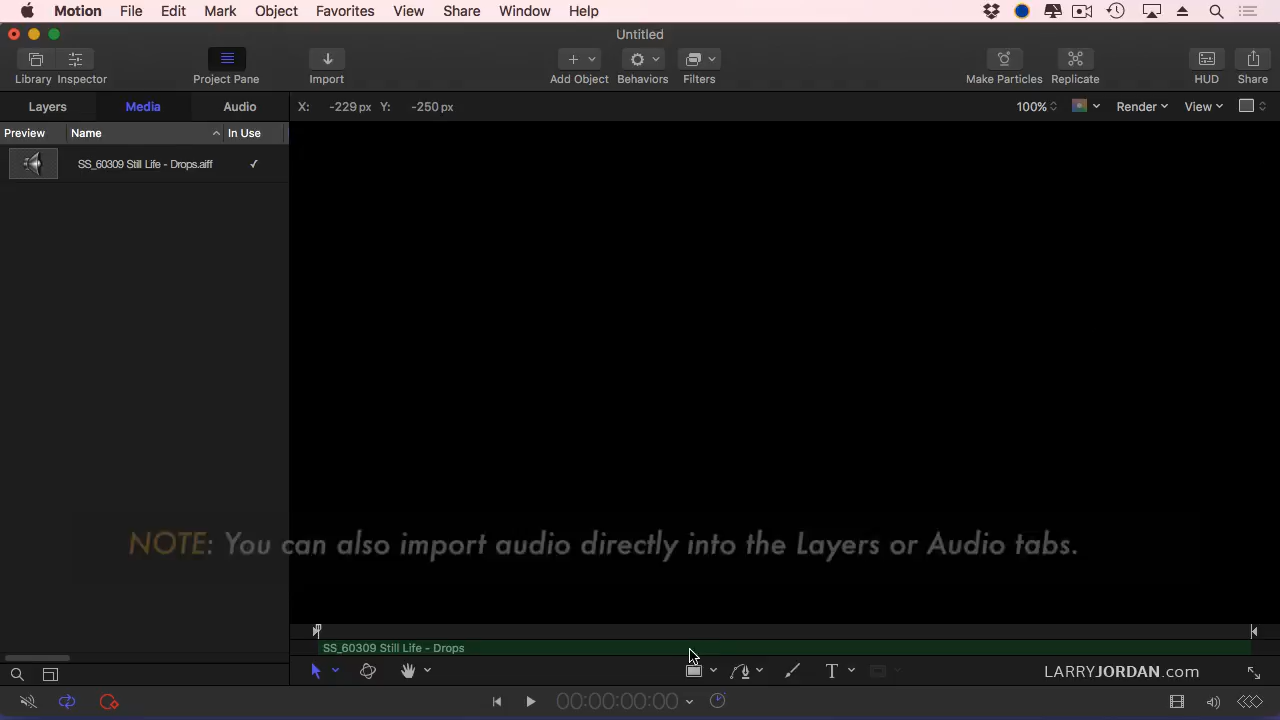 Motion File Edit Mark Object Favorites View Share Window Help
Untitled
Library Inspector Project Pane Import Add Object Behaviors Filters Make Particles Replicate HUD Share
Layers Media Audio X: -229 px Y: -250 px 100% Render View
Preview Name In Use
SS_60309 Still Life - Drops.aiff
NOTE: You can also import audio directly into the Layers or Audio tabs.
SS_60309 Still Life - Drops
T LARRYJORDAN.com
00:00:00:00